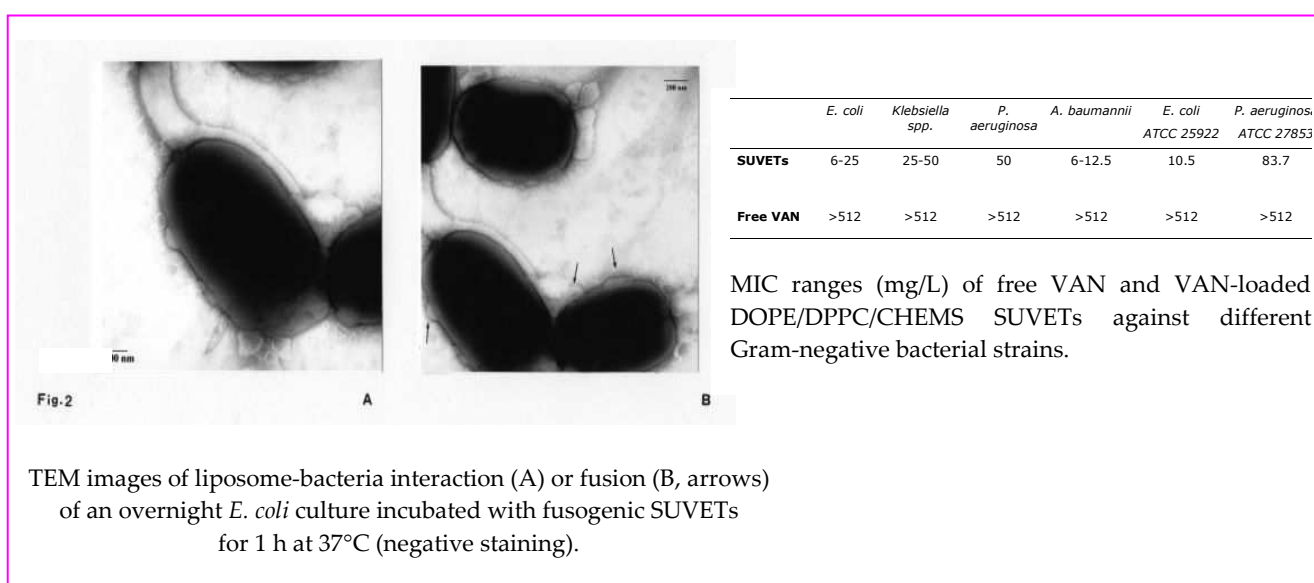 200 nm
00 nm
Fig.2
A
B
E. coli Klebsiella spp. P. aeruginosa A. baumannii E. coli ATCC 25922 P. aeruginosa ATCC 27853
SUVETs 6-25 25-50 50 6-12.5 10.5 83.7
Free VAN >512 >512 >512 >512 >512 >512
MIC ranges (mg/L) of free VAN and VAN-loaded
DOPE/DPPC/CHEMS SUVETs against different
Gram-negative bacterial strains.
TEM images of liposome-bacteria interaction (A) or fusion (B, arrows)
of an overnight E. coli culture incubated with fusogenic SUVETs
for 1 h at 37°C (negative staining).